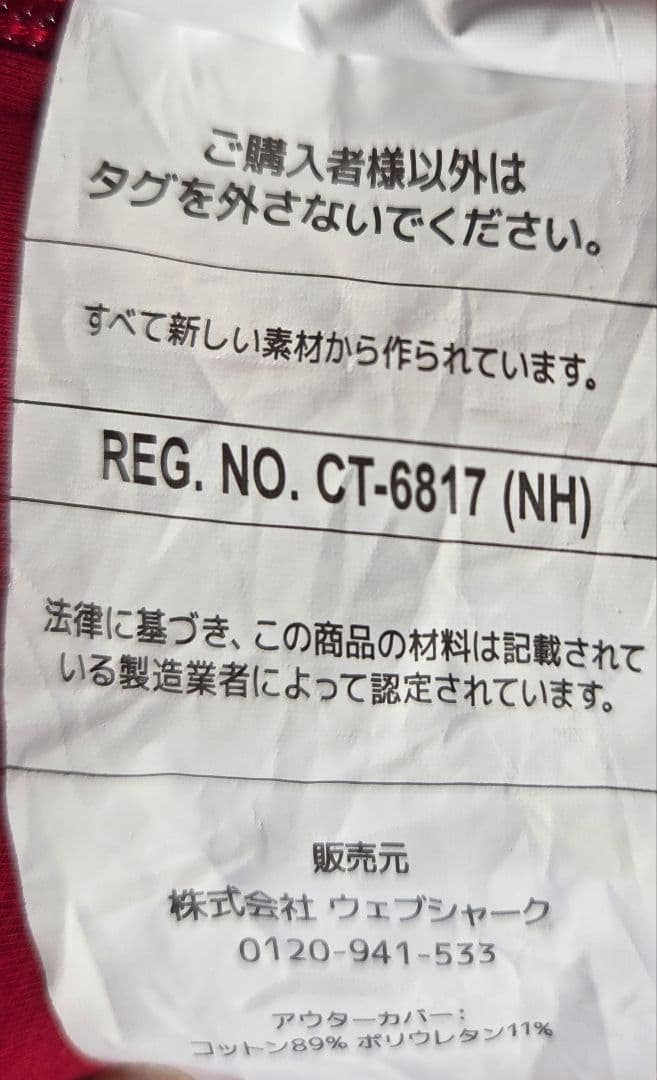 ご購入者様以外は
タグを外さないでください。
すべて新しい素材から作られています。
REG. NO. CT-6817 (NH)
法律に基づき、この商品の材料は記載されて
いる製造業者によって認定されています。
販売元
株式会社 ウェブシャーク
0120-941-533
アウターカバー:
コットン89% ポリウレタン11%